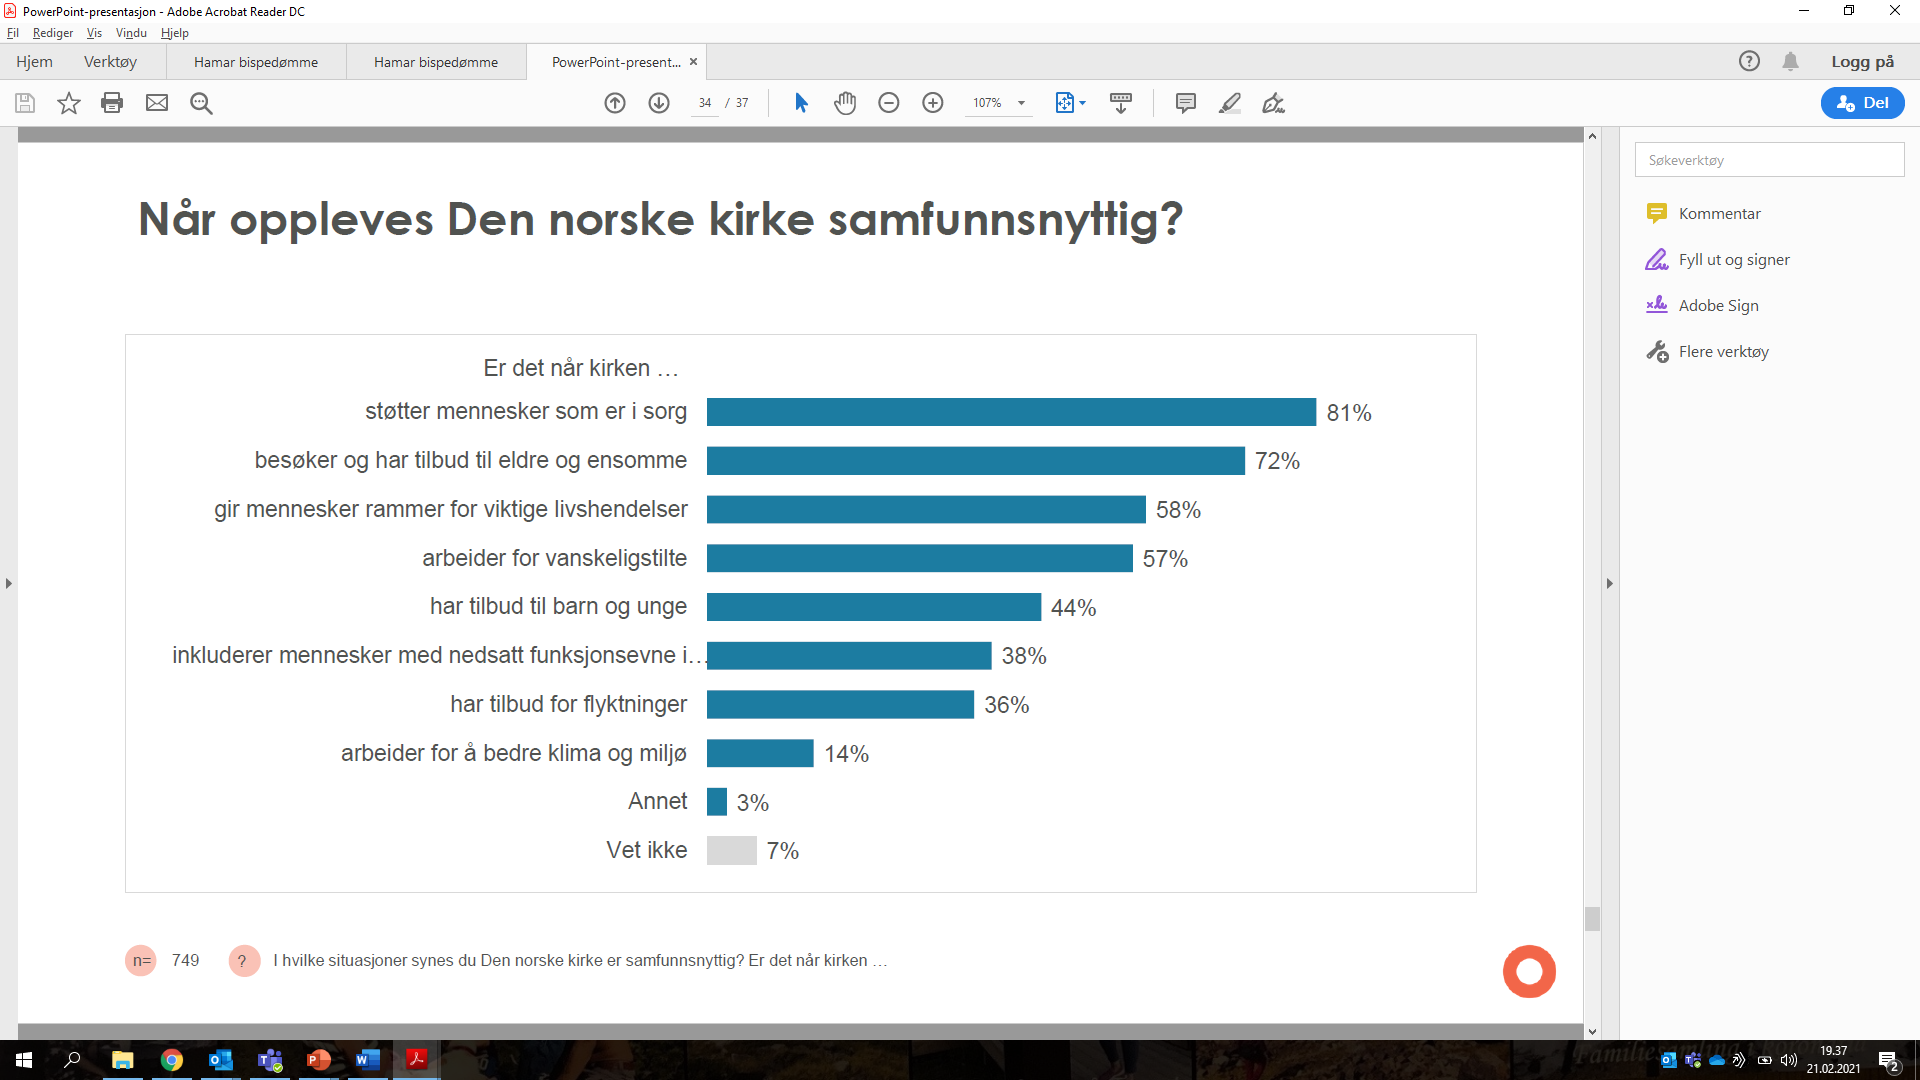 PowerPoint-presentasjon - Adobe Acrobat Reader DC
Fil Rediger Vis Vindu Hjelp
Hjem Verktøy Hamar bispedømme Hamar bispedømme PowerPoint-present... × Logg på
34 / 37 107% Del
Søkeverktøy
Kommentar
Fyll ut og signer
Adobe Sign
Flere verktøy
Når oppleves Den norske kirke samfunnsnyttig?
Er det når kirken …
støtter mennesker som er i sorg 81%
besøker og har tilbud til eldre og ensomme 72%
gir mennesker rammer for viktige livshendelser 58%
arbeider for vanskeligstilte 57%
har tilbud til barn og unge 44%
inkluderer mennesker med nedsatt funksjonsevne i… 38%
har tilbud for flyktninger 36%
arbeider for å bedre klima og miljø 14%
Annet 3%
Vet ikke 7%
n= 749 ? I hvilke situasjoner synes du Den norske kirke er samfunnsnyttig? Er det når kirken …
19.37
21.02.2021
2